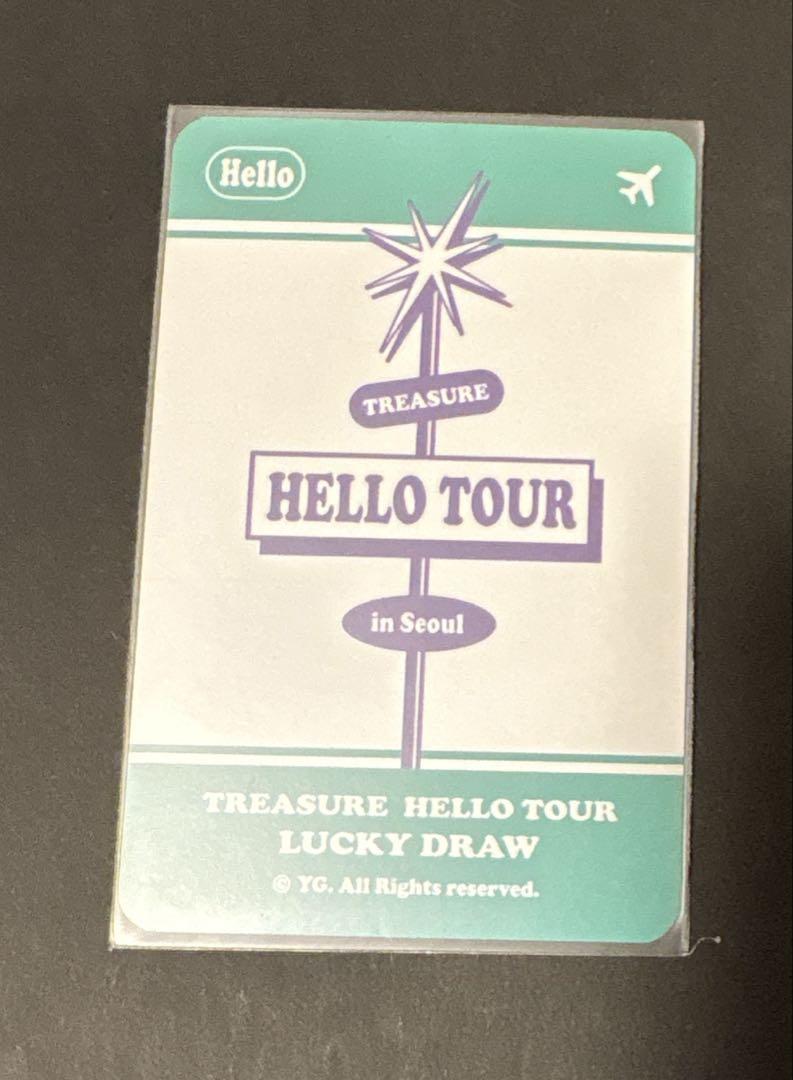 Hello
TREASURE
HELLO TOUR
in Seoul
TREASURE HELLO TOUR
LUCKY DRAW
© YG. All Rights reserved.